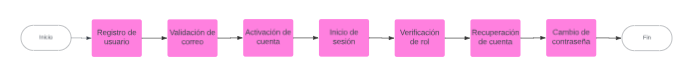 Inicio
Registro de
usuario
Validación de
correo
Activación de
cuenta
Inicio de
sesión
Verificación
de rol
Recuperación
de cuenta
Cambio de
contraseña
Fin